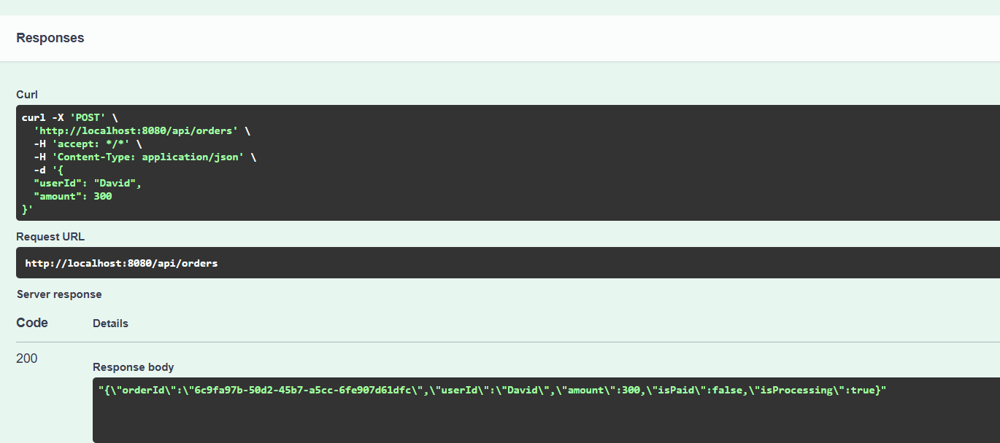 Responses
Curl
curl -X 'POST' \
  'http://localhost:8080/api/orders' \
  -H 'accept: */*' \
  -H 'Content-Type: application/json' \
  -d '{
  "userId": "David",
  "amount": 300
}'
Request URL
http://localhost:8080/api/orders
Server response
Code Details
200
Response body
"{\"orderId\":\"6c9fa97b-50d2-45b7-a5cc-6fe907d61dfc\",\"userId\":\"David\",\"amount\":300,\"isPaid\":false,\"isProcessing\":true}"